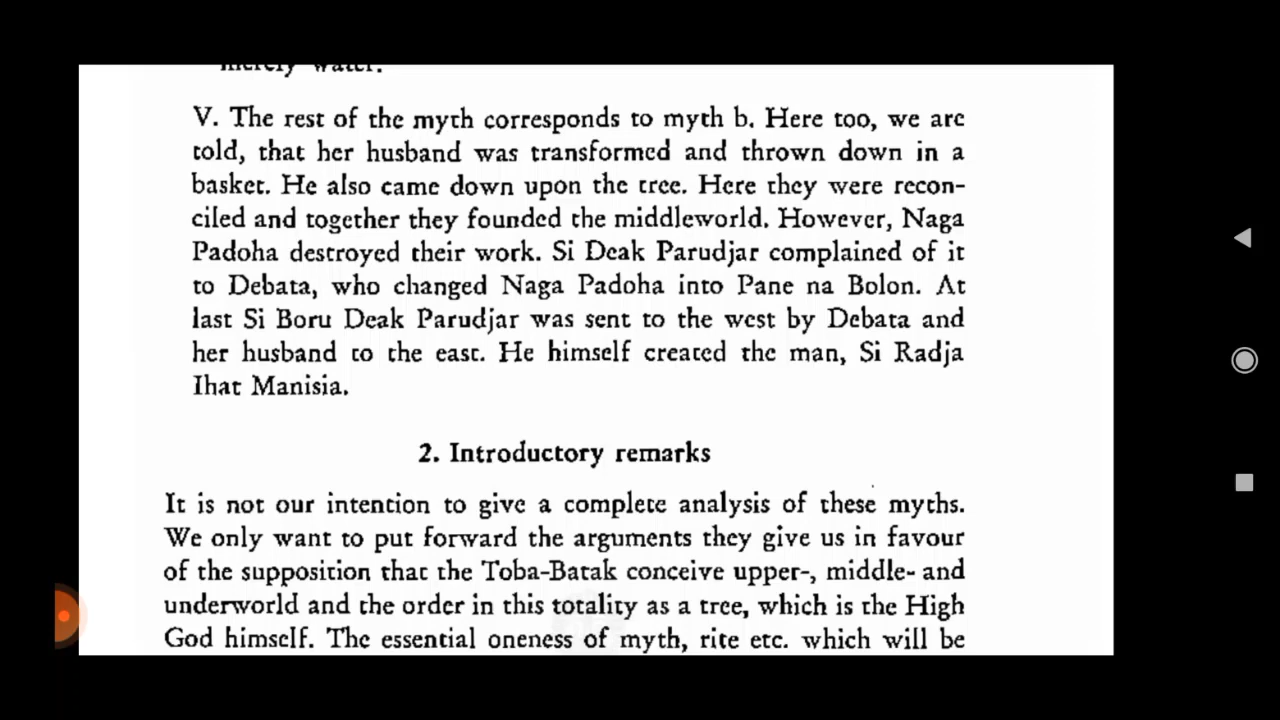 merely water.
V. The rest of the myth corresponds to myth b. Here too, we are
told, that her husband was transformed and thrown down in a
basket. He also came down upon the tree. Here they were recon-
ciled and together they founded the middleworld. However, Naga
Padoha destroyed their work. Si Deak Parudjar complained of it
to Debata, who changed Naga Padoha into Pane na Bolon. At
last Si Boru Deak Parudjar was sent to the west by Debata and
her husband to the east. He himself created the man, Si Radja
Ihat Manisia.
2. Introductory remarks
It is not our intention to give a complete analysis of these myths.
We only want to put forward the arguments they give us in favour
of the supposition that the Toba-Batak conceive upper-, middle- and
underworld and the order in this totality as a tree, which is the High
God himself. The essential oneness of myth, rite etc. which will be